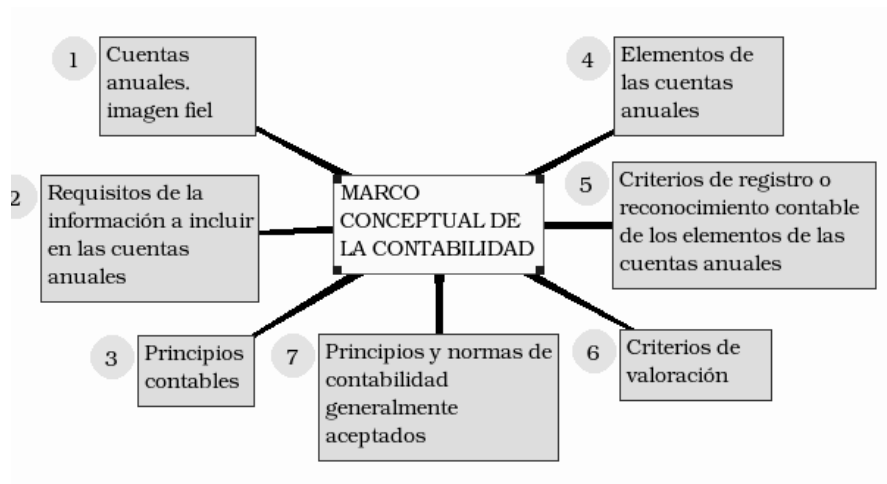 1
Cuentas
anuales.
imagen fiel
4
Elementos de
las cuentas
anuales
2
Requisitos de la
información a incluir
en las cuentas
anuales
MARCO
CONCEPTUAL DE
LA CONTABILIDAD
5
Criterios de registro o
reconocimiento contable
de los elementos de las
cuentas anuales
3
Principios
contables
7
Principios y normas de
contabilidad
generalmente
aceptados
6
Criterios de
valoración